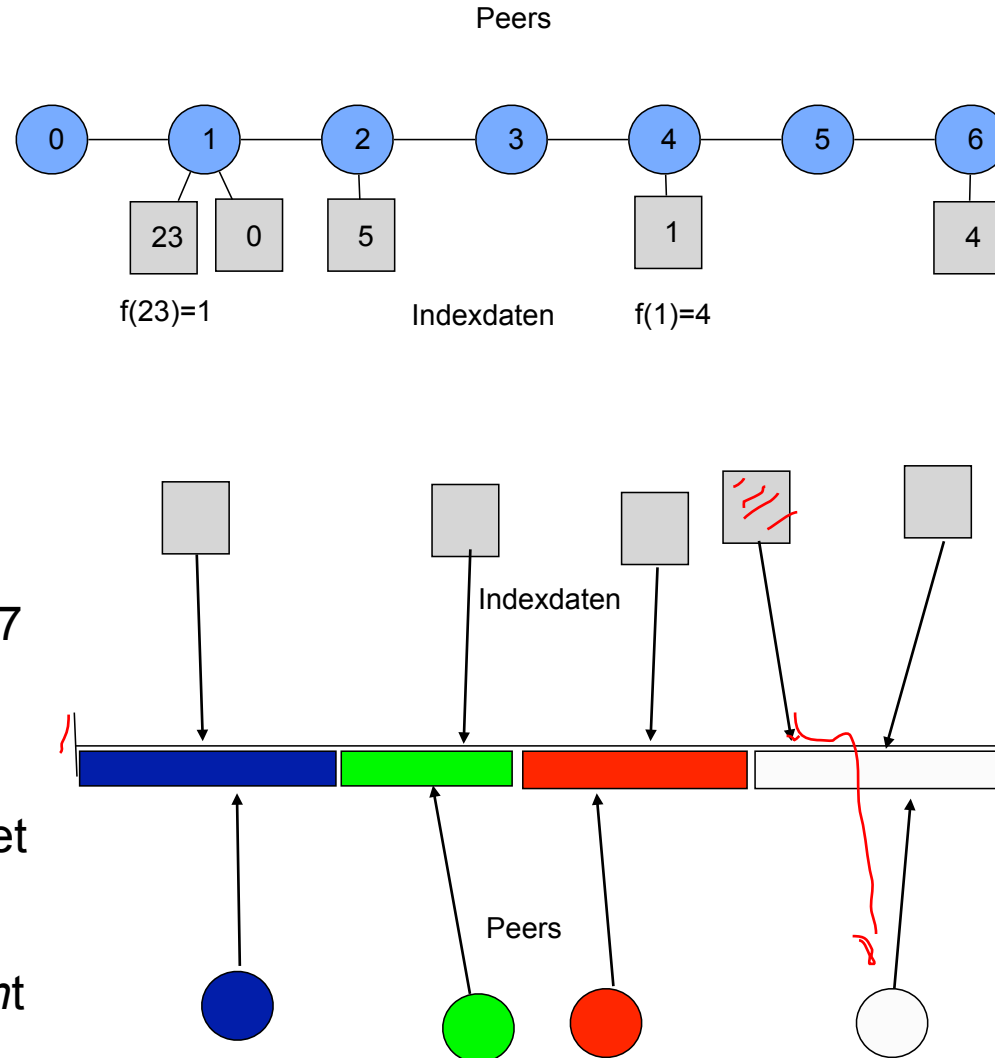 Peers
0 1 2 3 4 5 6
23 0 5 1 4
f(23)=1 Indexdaten f(1)=4
Indexdaten
7
et
Peers
nt